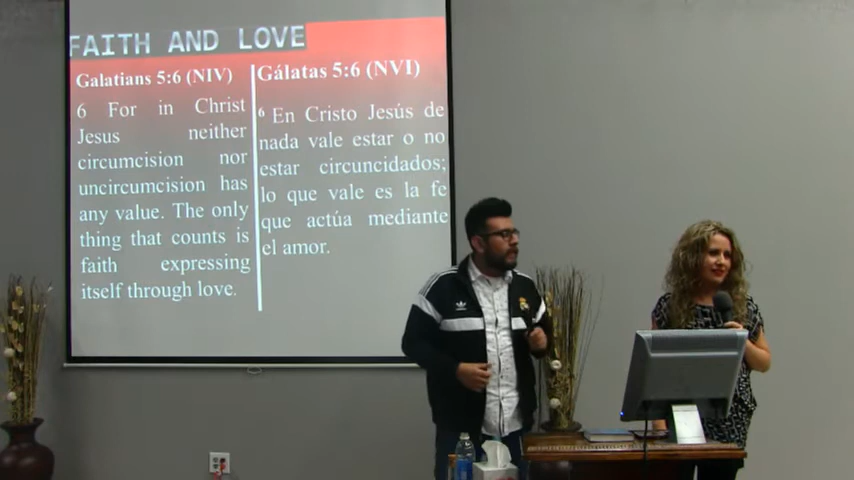 FAITH AND LOVE
Galatians 5:6 (NIV)
6 For in Christ
Jesus neither
circumcision nor
uncircumcision has
any value. The only
thing that counts is
faith expressing
itself through love.
Gálatas 5:6 (NVI)
6 En Cristo Jesús de
nada vale estar o no
estar circuncidados;
lo que vale es la fe
que actúa mediante
el amor.